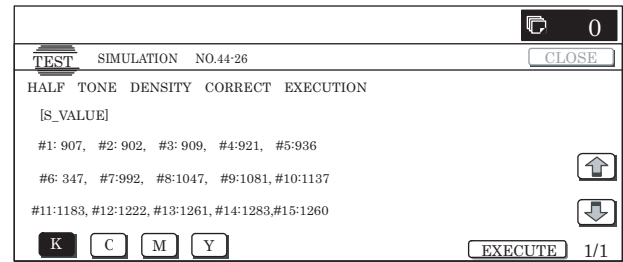 0
TEST SIMULATION NO.44-26 CLOSE
HALF TONE DENSITY CORRECT EXECUTION
[S_VALUE]
#1: 907, #2: 902, #3: 909, #4:921, #5:936
#6: 347, #7:992, #8:1047, #9:1081, #10:1137
#11:1183, #12:1222, #13:1261, #14:1283,#15:1260
K C M Y EXECUTE 1/1